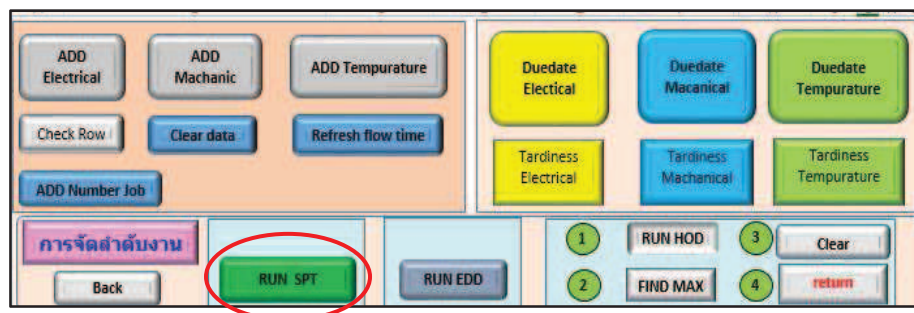 ADD
Electrical
ADD
Machanic
ADD Tempurature
Check Row
Clear data
Refresh flow time
ADD Number Job
Duedate
Electical
Duedate
Macanical
Duedate
Tempurature
Tardiness
Electrical
Tardiness
Machanical
Tardiness
Tempurature
การจัดลำดับงาน
Back
RUN SPT
RUN EDD
1
RUN HOD
3
Clear
2
FIND MAX
4
return